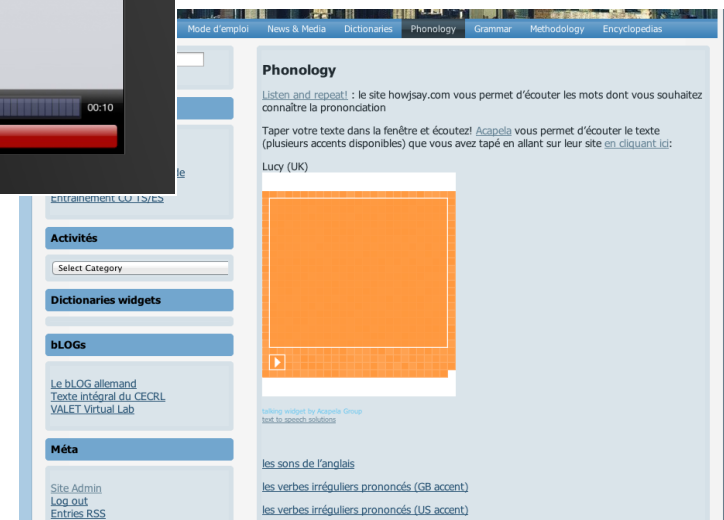 Mode d'emploi News & Media Dictionaries Phonology Grammar Methodology Encyclopedias
00:10
Entraînement CO TS/ES
Activités
Select Category
Dictionaries widgets
bLOGs
Le bLOG allemand
Texte intégral du CECRL
VALET Virtual Lab
Méta
Site Admin
Log out
Entries RSS
Phonology
Listen and repeat! : le site howjsay.com vous permet d'écouter les mots dont vous souhaitez
connaître la prononciation
Taper votre texte dans la fenêtre et écoutez! Acapela vous permet d'écouter le texte
(plusieurs accents disponibles) que vous avez tapé en allant sur leur site en cliquant ici:
Lucy (UK)
talking widget by Acapela Group
text to speech solutions
les sons de l'anglais
les verbes irréguliers prononcés (GB accent)
les verbes irréguliers prononcés (US accent)